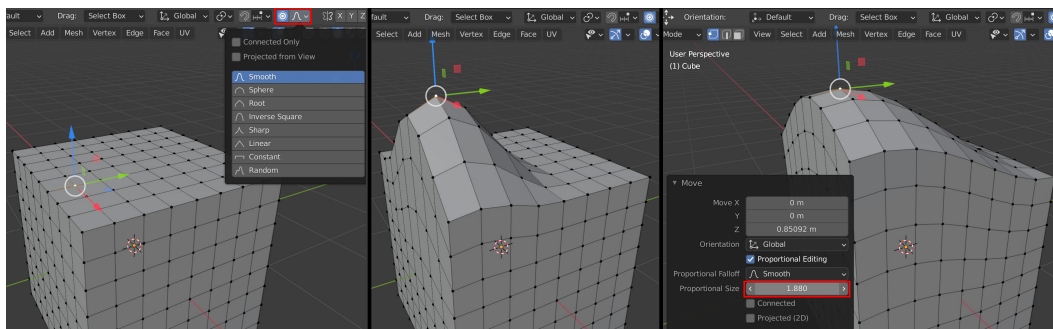 ault Drag: Select Box Global X Y Z
Select Add Mesh Vertex Edge Face UV
Connected Only
Projected from View
Smooth
Sphere
Root
Inverse Square
Sharp
Linear
Constant
Random
fault Drag: Select Box Global
Select Add Mesh Vertex Edge Face UV
Orientation: Default Drag: Select Box Global
Mode View Select Add Mesh Vertex Edge Face UV
User Perspective
(1) Cube
Move
Move X 0 m
Y 0 m
Z 0.85092 m
Orientation Global
Proportional Editing
Proportional Falloff Smooth
Proportional Size 1.880
Connected
Projected (2D)